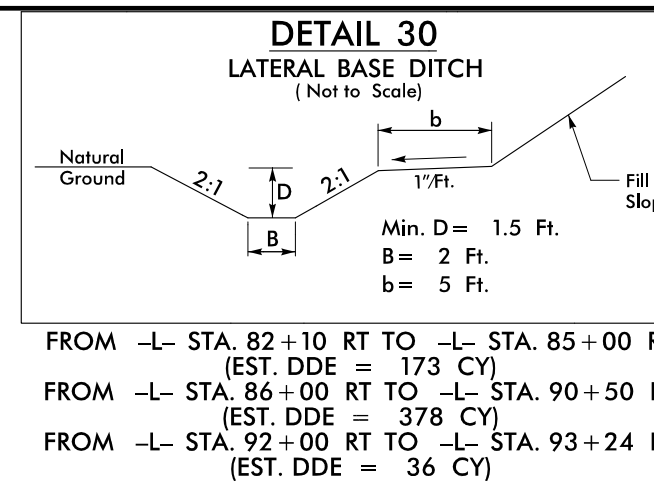 DETAIL 30
LATERAL BASE DITCH
( Not to Scale)
b
Natural
Ground
2:1
D
2:1
1"/Ft.
B
Fill
Min. D = 1.5 Ft.
B = 2 Ft.
b = 5 Ft.
FROM -L- STA. 82+10 RT TO -L- STA. 85+00
(EST. DDE = 173 CY)
FROM -L- STA. 86+00 RT TO -L- STA. 90+50
(EST. DDE = 378 CY)
FROM -L- STA. 92+00 RT TO -L- STA. 93+24
(EST. DDE = 36 CY)